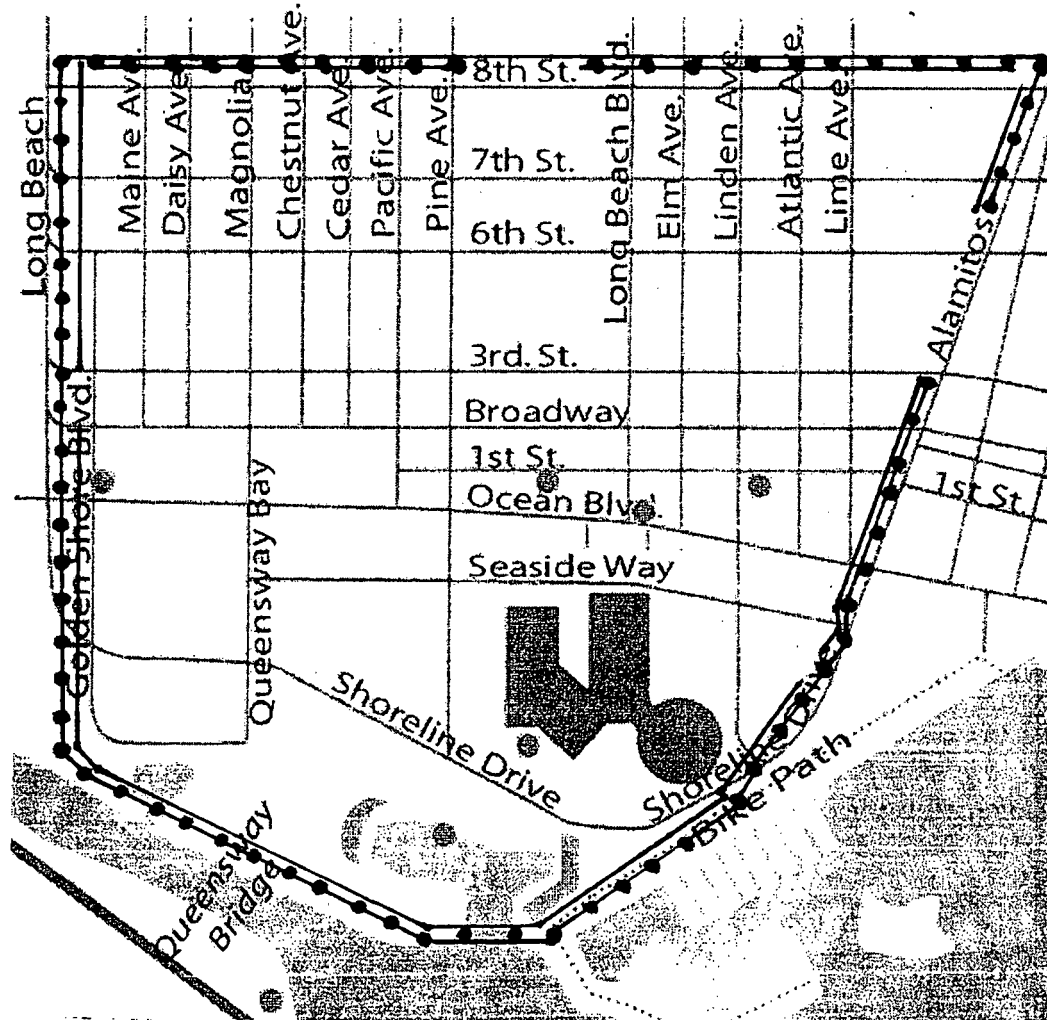 Long Beach
Maine Av.
Daisy Ave.
Magnolia
Chestnut Ave.
Cedar Ave.
Pacific Ave.
Pine Ave.
8th St.
7th St.
6th St.
Long Beach Blvd.
Elm Ave.
Linden Ave.
Atlantic Ave.
Lime Ave.
Alamitos
3rd. St.
Broadway
1st St.
Ocean Blvd.
1st St.
Golden Shore Blvd.
Queensway Bay
Seaside Way
Shoreline Drive
Shoreline Drive
Bike Path
Queensway
Bridge